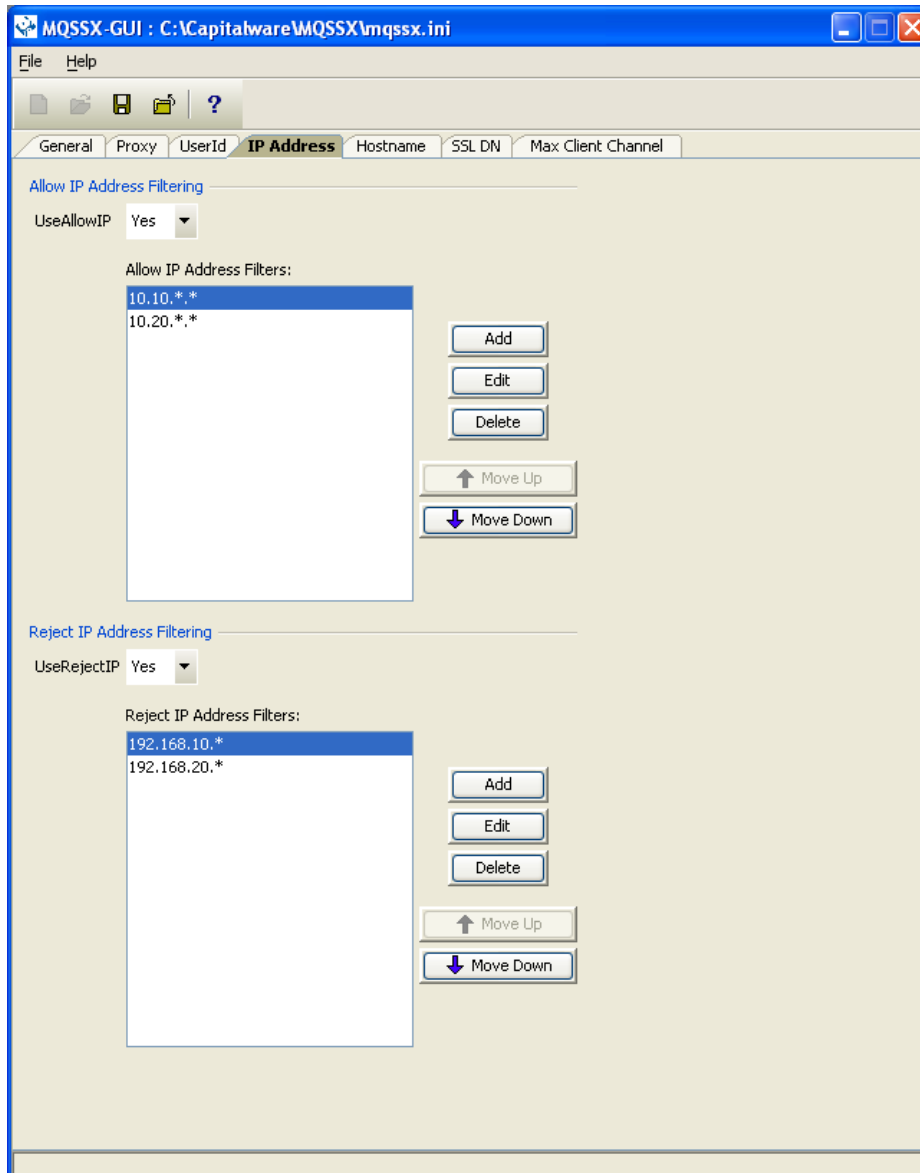 MQSSX-GUI : C:\Capitalware\MQSSX\mqssx.ini
File Help
?
General Proxy UserId IP Address Hostname SSL DN Max Client Channel
Allow IP Address Filtering
UseAllowIP Yes
Allow IP Address Filters:
10.10.*.*
10.20.*.*
Add
Edit
Delete
Move Up
Move Down
Reject IP Address Filtering
UseRejectIP Yes
Reject IP Address Filters:
192.168.10.*
192.168.20.*
Add
Edit
Delete
Move Up
Move Down